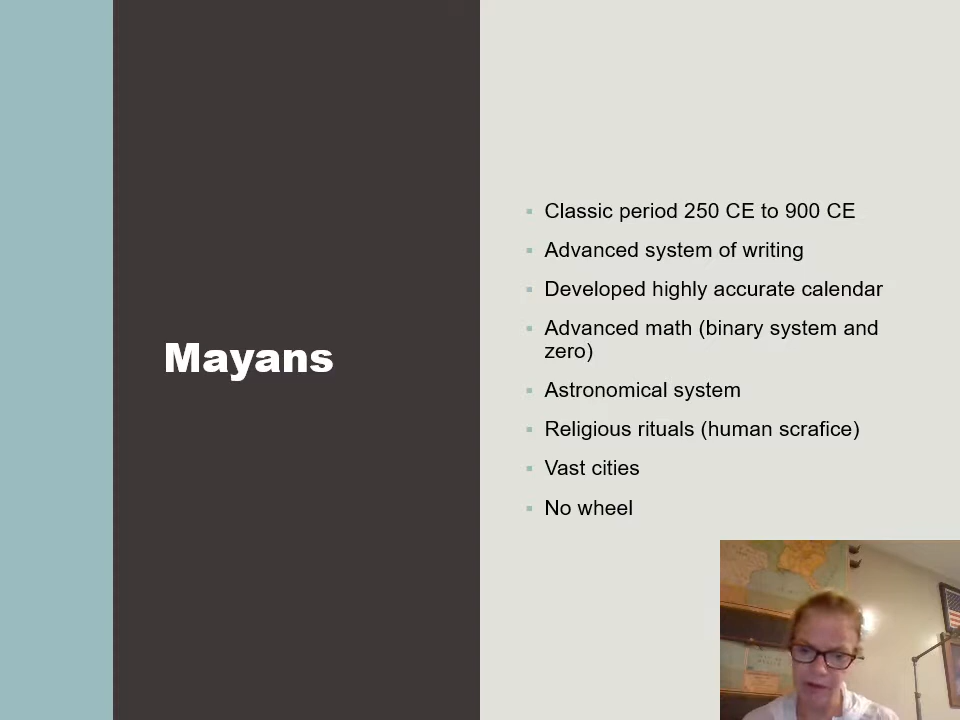 Mayans
Classic period 250 CE to 900 CE
Advanced system of writing
Developed highly accurate calendar
Advanced math (binary system and
zero)
Astronomical system
Religious rituals (human scrafice)
Vast cities
No wheel